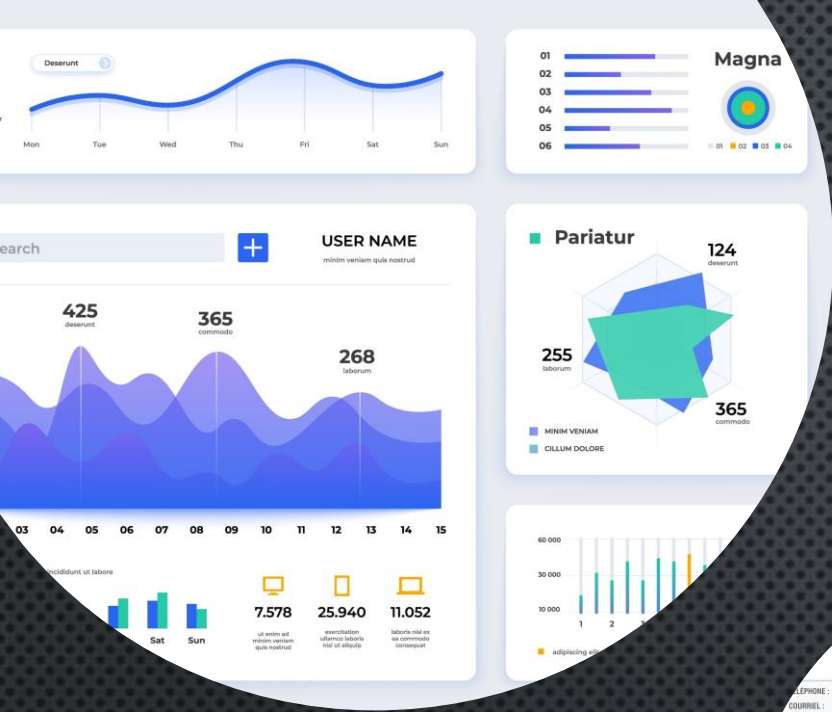 Deserunt
Mon Tue Wed Thu Fri Sat Sun
01
02
03
04
05
06
Magna
01 02 03 04
earch
USER NAME
minim veniam quis nostrud
425
deserunt
365
commodo
268
laborum
03 04 05 06 07 08 09 10 11 12 13 14 15
Pariatur
124
deserunt
255
laborum
365
commodo
MINIM VENIAM
CILLUM DOLORE
incididunt ut labore
Sat Sun
7.578
ut enim ad
minim veniam
quis nostrud
25.940
exercitation
ullamco laboris
nisi ut aliquip
11.052
laboris nisi ex
ea commodo
consequat
60 000
30 000
10 000
1 2 3
adipiscing elit
LEPHONE :
COURRIEL :